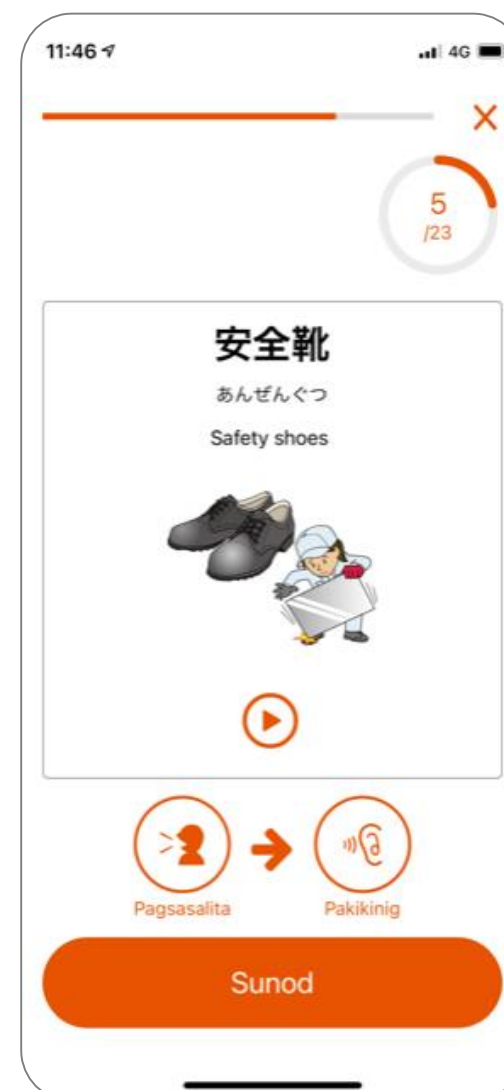 11:46
4G
5
/23
安全靴
あんぜんぐつ
Safety shoes
Pagsasalita
Pakikinig
Sunod